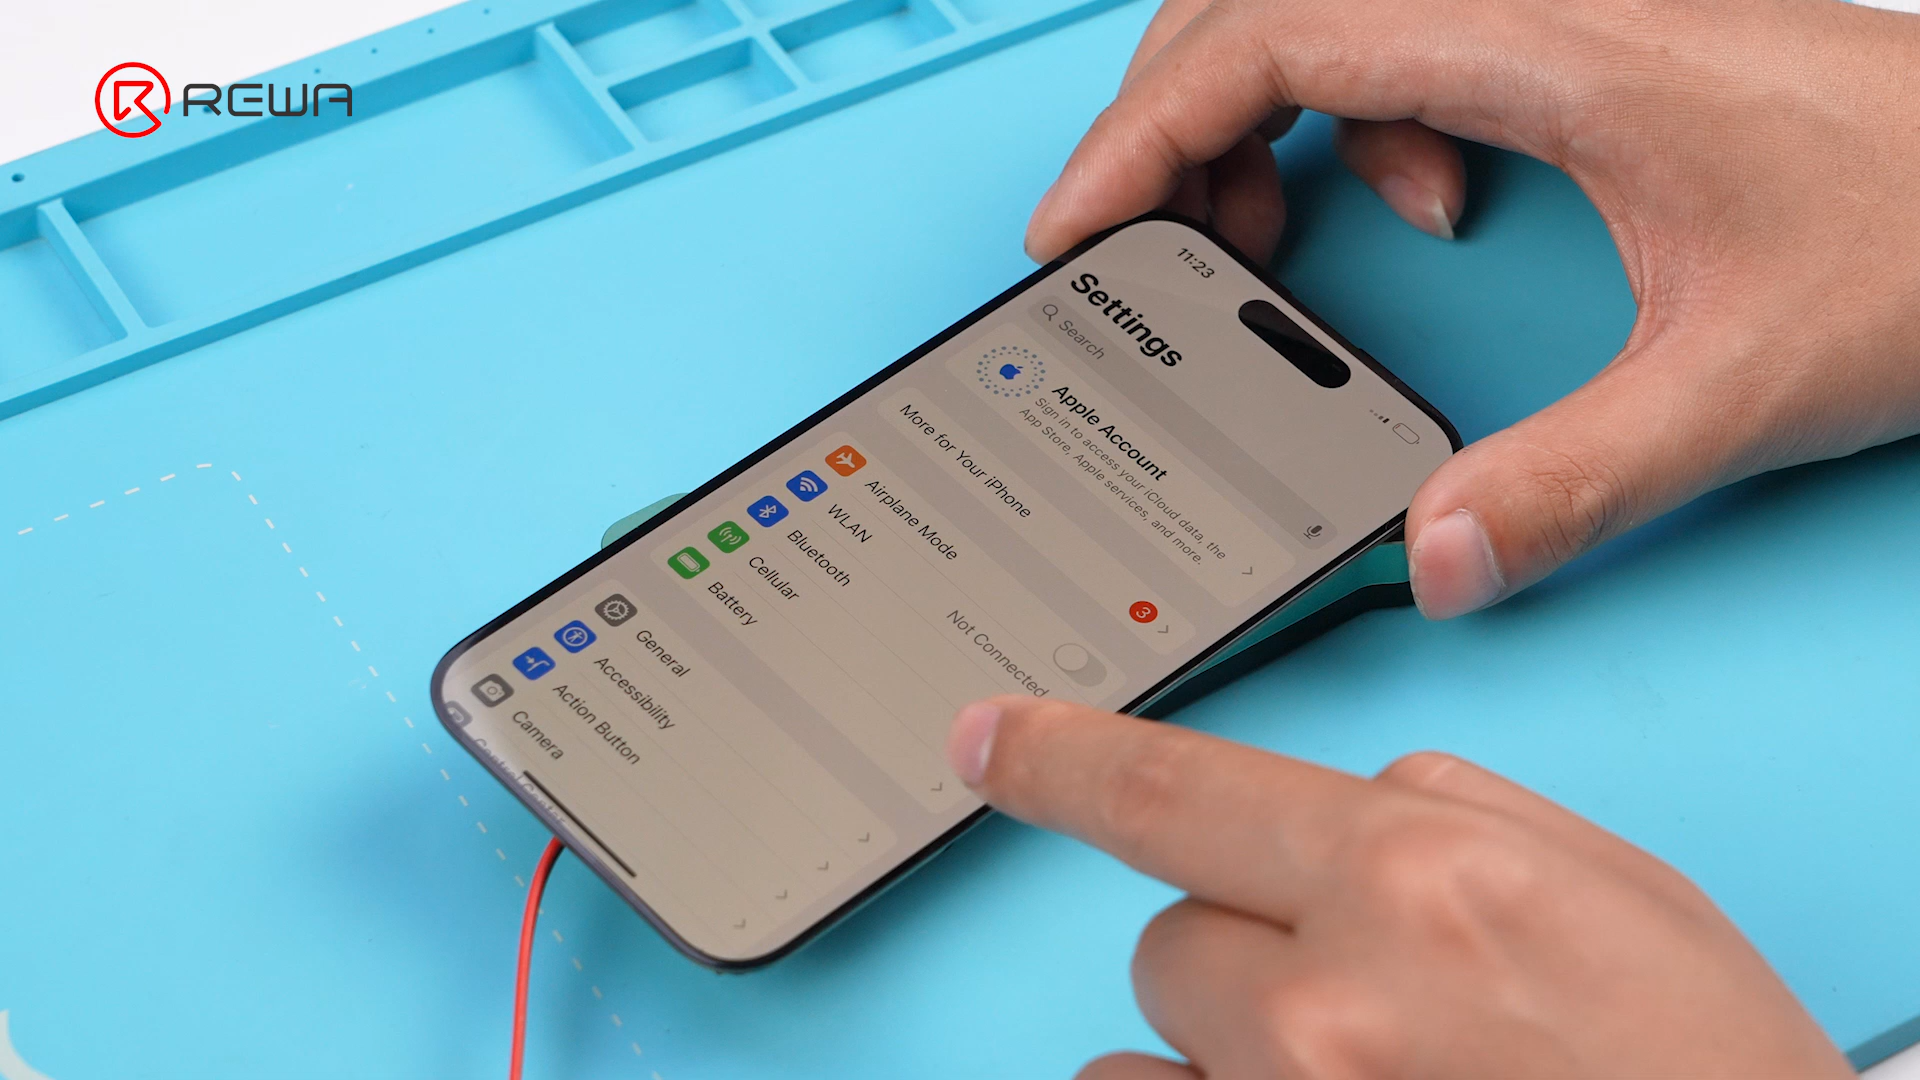 REWA
11:23
Settings
Search
Apple Account
Sign in to access your iCloud data, the
App Store, Apple services, and more.
More for Your iPhone
3
Airplane Mode
WLAN
Not Connected
Bluetooth
Cellular
Battery
General
Accessibility
Action Button
Camera
Control Center